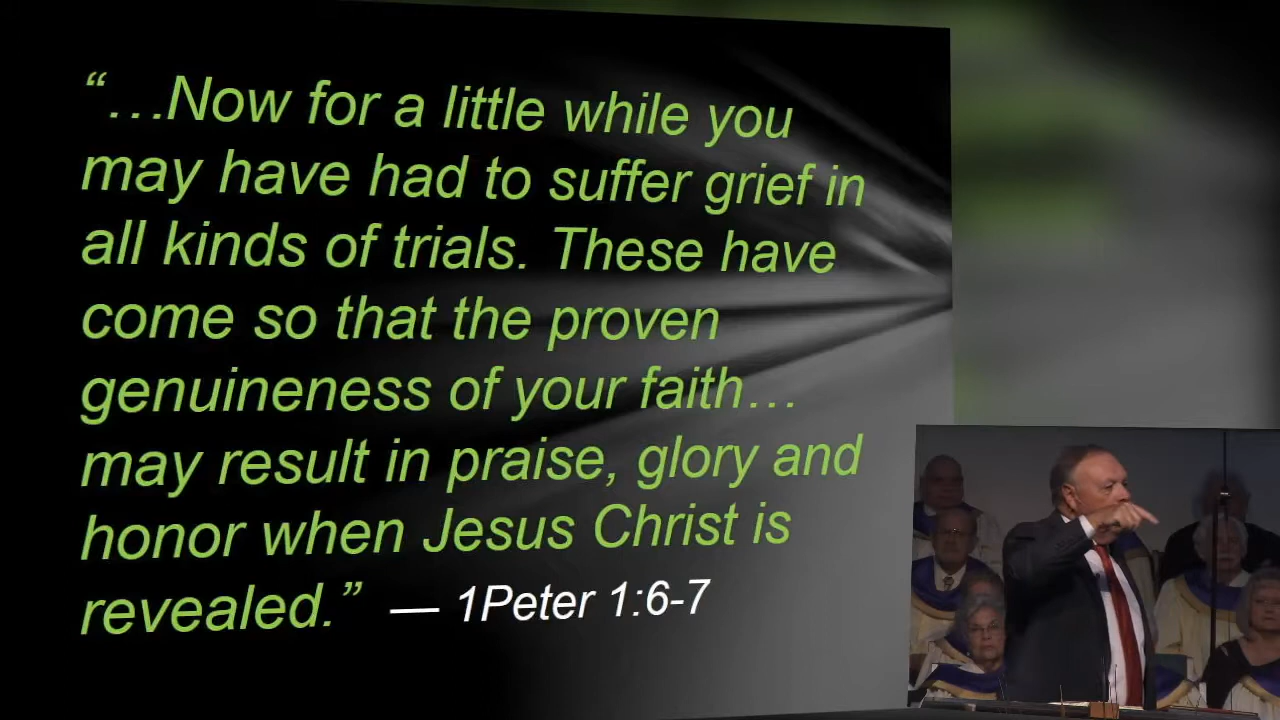 “…Now for a little while you
may have had to suffer grief in
all kinds of trials. These have
come so that the proven
genuineness of your faith…
may result in praise, glory and
honor when Jesus Christ is
revealed.” — 1Peter 1:6-7